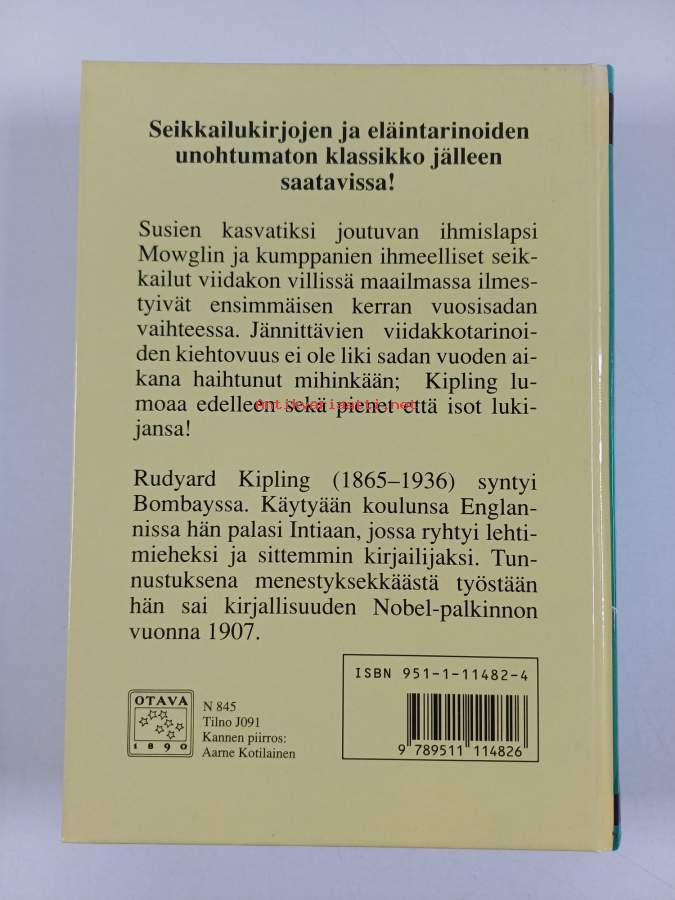 Seikkailukirjojen ja eläintarinoiden
unohtumaton klassikko jälleen
saatavissa!
Susien kasvatiksi joutuvan ihmislapsi
Mowglin ja kumppanien ihmeelliset seik-
kailut viidakon villissä maailmassa ilmes-
tyivät ensimmäisen kerran vuosisadan
vaihteessa. Jännittävien viidakkotarinoi-
den kiehtovuus ei ole liki sadan vuoden ai-
kana haihtunut mihinkään; Kipling lu-
moaa edelleen sekä pienet että isot luki-
Antikvariaatti.net
jansa!
Rudyard Kipling (1865–1936) syntyi
Bombayssa. Käytyään koulunsa Englan-
nissa hän palasi Intiaan, jossa ryhtyi lehti-
mieheksi ja sittemmin kirjailijaksi. Tun-
nustuksena menestyksekkäästä työstään
hän sai kirjallisuuden Nobel-palkinnon
vuonna 1907.
ISBN 951-1-11482-4
9 789511 114826
OTAVA
1890
N 845
Tilno J091
Kannen piirros:
Aarne Kotilainen